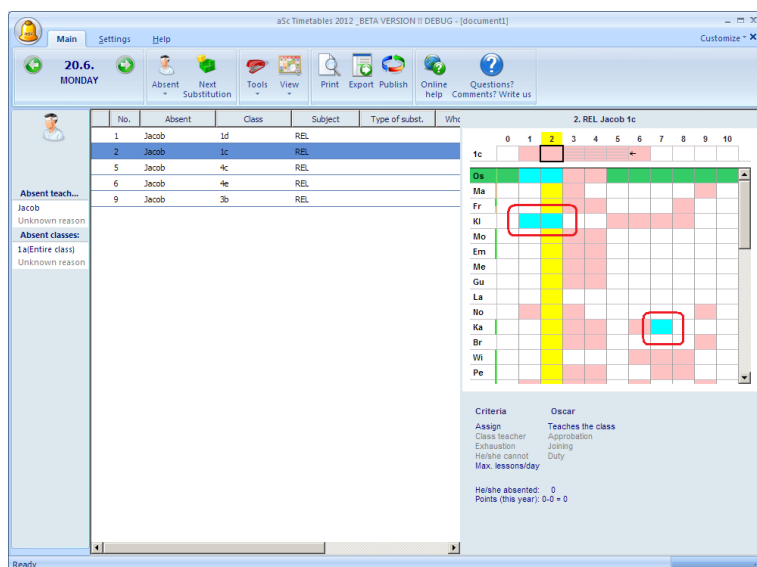 aSc Timetables 2012 _BETA VERSION !! DEBUG - [document1]
Main Settings Help Customize
20.6.
MONDAY
Absent Next Substitution Tools View Print Export Publish Online help Questions? Comments? Write us
No. Absent Class Subject Type of subst. Who
1 Jacob 1d REL
2 Jacob 1c REL
5 Jacob 4c REL
6 Jacob 4e REL
9 Jacob 3b REL
Absent teach...
Jacob
Unknown reason
Absent classes:
1a(Entire class)
Unknown reason
2. REL Jacob 1c
0 1 2 3 4 5 6 7 8 9 10
1c
Os
Ma
Fr
Kl
Mo
Em
Me
Gu
La
No
Ka
Br
Wi
Pe
Criteria Oscar
Assign Teaches the class
Class teacher Approbation
Exhaustion Joining
He/she cannot Duty
Max. lessons/day
He/she absented: 0
Points (this year): 0-0 = 0
Ready